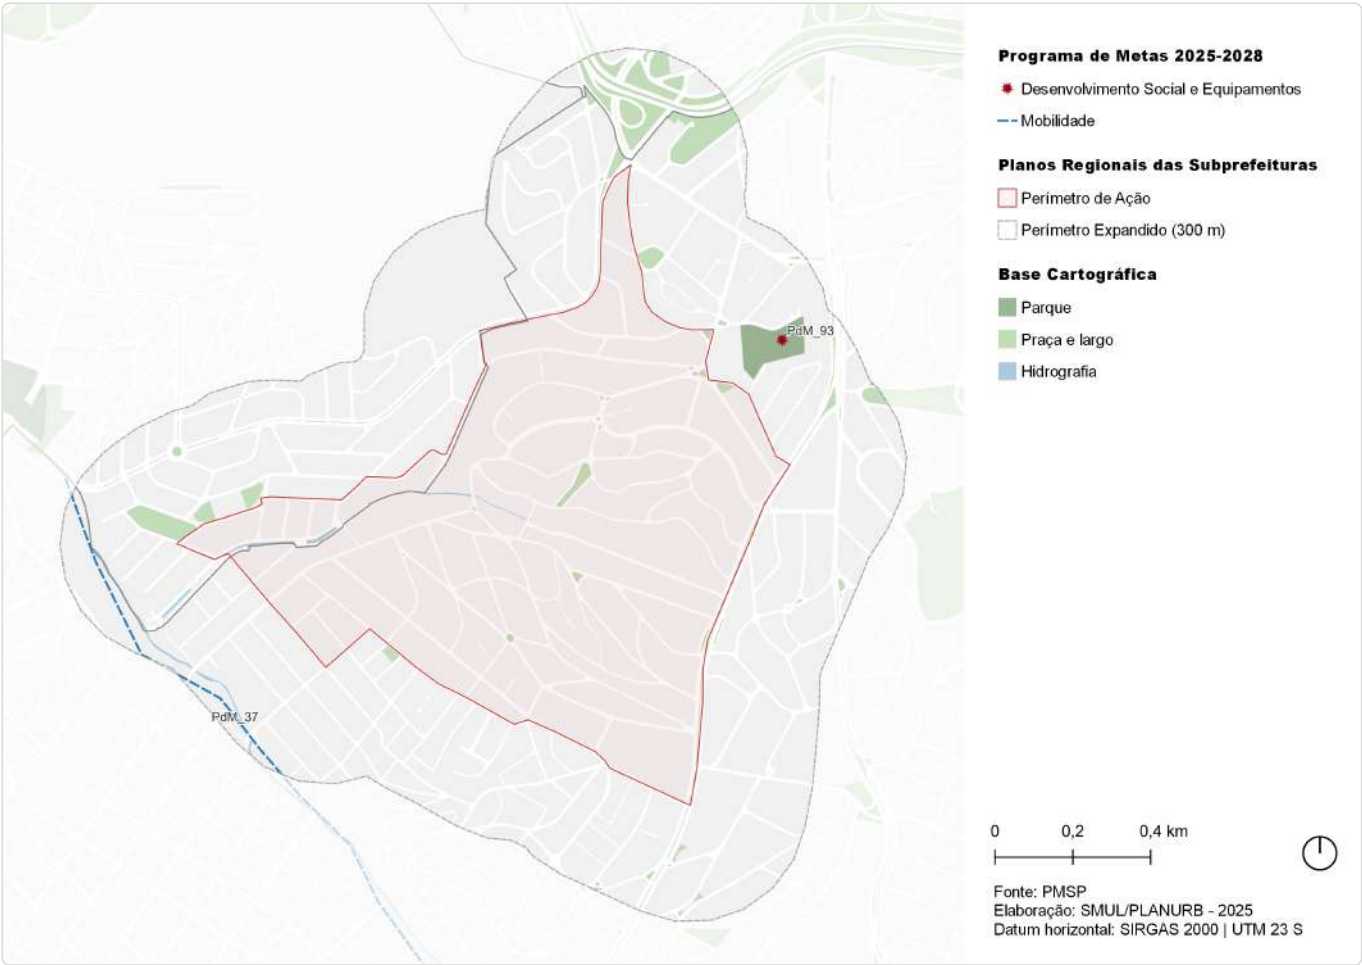 PdM_93
PdM_37
Programa de Metas 2025-2028
Desenvolvimento Social e Equipamentos
Mobilidade
Planos Regionais das Subprefeituras
Perímetro de Ação
Perímetro Expandido (300 m)
Base Cartográfica
Parque
Praça e largo
Hidrografia
0 0,2 0,4 km
Fonte: PMSP
Elaboração: SMUL/PLANURB - 2025
Datum horizontal: SIRGAS 2000 | UTM 23 S